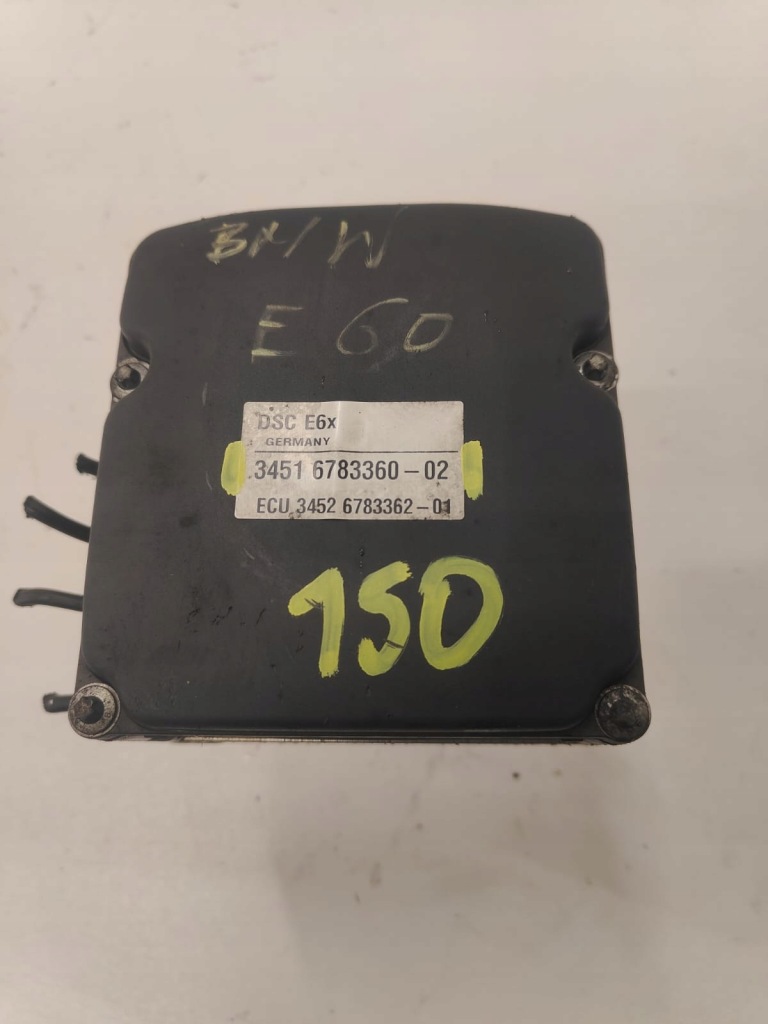 BMW
E60
DSC E6x
GERMANY
3451 6783360-02
ECU 3452 6783362-01
150